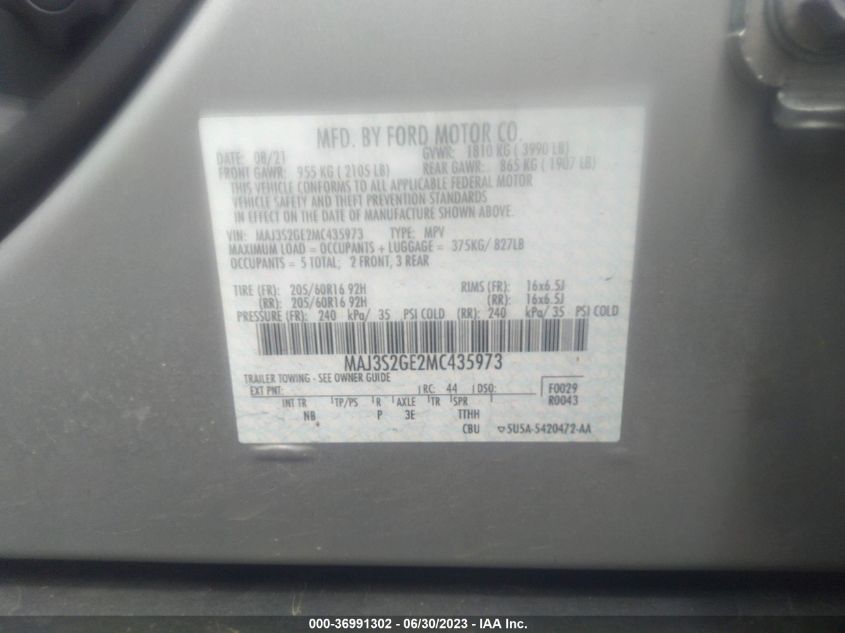 MFD. BY FORD MOTOR CO.
DATE: 08/21 GVWR: 1810 KG ( 3990 LB)
FRONT GAWR: 955 KG ( 2105 LB) REAR GAWR: 865 KG ( 1907 LB)
THIS VEHICLE CONFORMS TO ALL APPLICABLE FEDERAL MOTOR
VEHICLE SAFETY AND THEFT PREVENTION STANDARDS
IN EFFECT ON THE DATE OF MANUFACTURE SHOWN ABOVE.
VIN: MAJ3S2GE2MC435973 TYPE: MPV
MAXIMUM LOAD = OCCUPANTS + LUGGAGE = 375KG/ 827LB
OCCUPANTS = 5 TOTAL; 2 FRONT, 3 REAR
TIRE (FR): 205/60R16 92H RIMS (FR): 16x6.5J
(RR): 205/60R16 92H (RR): 16x6.5J
PRESSURE (FR): 240 kPa/ 35 PSI COLD (RR): 240 kPa/ 35 PSI COLD
MAJ3S2GE2MC435973
TRAILER TOWING - SEE OWNER GUIDE
EXT PNT: RC: 44 DSO: F0029
INT TR TP/PS R AXLE TR SPR R0043
NB P 3E TTHH
CBU 5U5A-5420472-AA
000-36991302 - 06/30/2023 - IAA Inc.